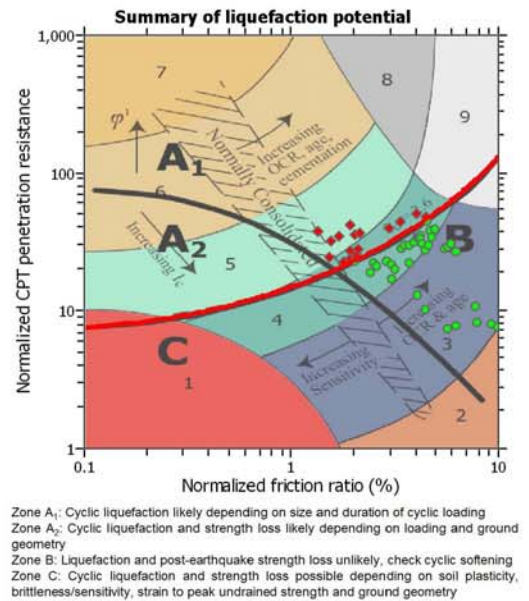 Summary of liquefaction potential
1,000
100
10
1
0.1
1
10
Normalized CPT penetration resistance
Normalized friction ratio (%)
7
8
9
φ'
A1
Normally Consolidated
Increasing
OCR, age,
cementation
6
A2
Increasing Ic
5
B
4
Increasing
OCR & age
3
C
1
Increasing
Sensitivity
2
Zone A1: Cyclic liquefaction likely depending on size and duration of cyclic loading
Zone A2: Cyclic liquefaction and strength loss likely depending on loading and ground
geometry
Zone B: Liquefaction and post-earthquake strength loss unlikely, check cyclic softening
Zone C: Cyclic liquefaction and strength loss possible depending on soil plasticity,
brittleness/sensitivity, strain to peak undrained strength and ground geometry